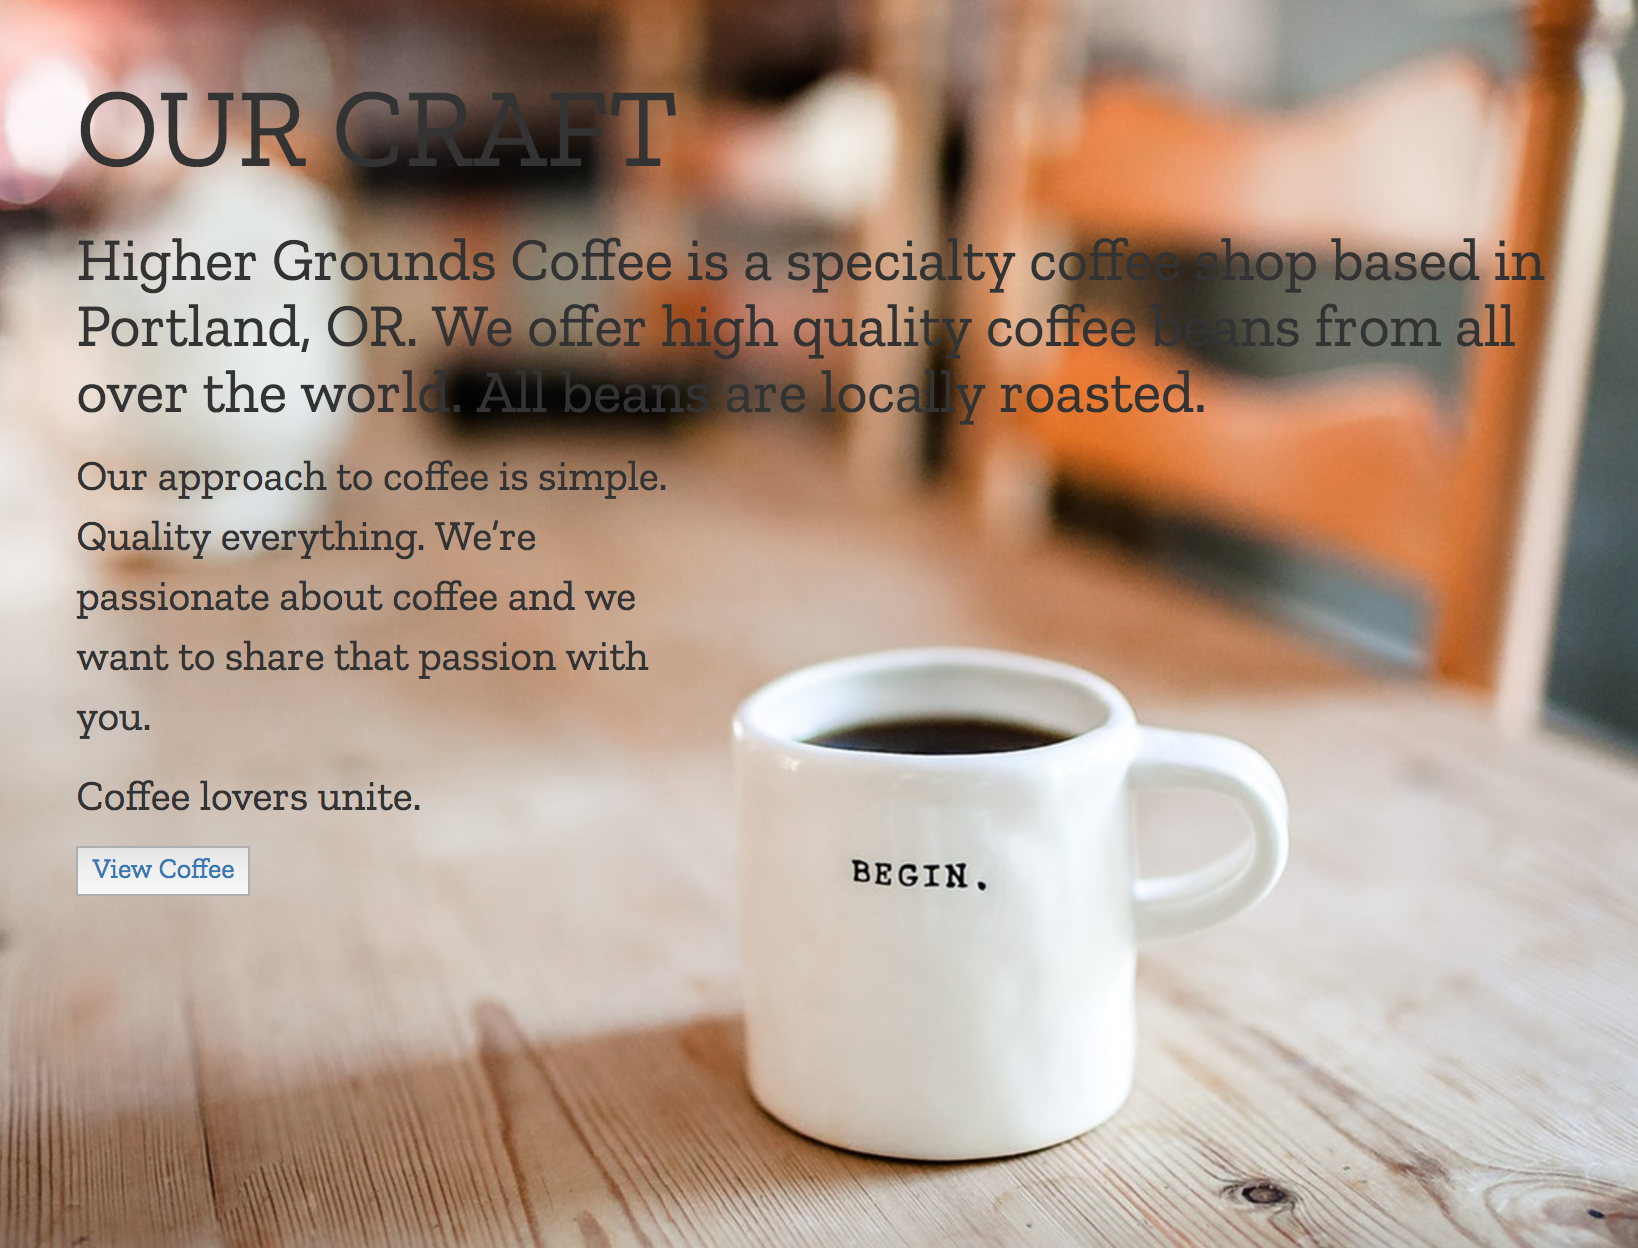 OUR CRAFT
Higher Grounds Coffee is a specialty coffee shop based in
Portland, OR. We offer high quality coffee beans from all
over the world. All beans are locally roasted.
Our approach to coffee is simple.
Quality everything. We’re
passionate about coffee and we
want to share that passion with
you.
Coffee lovers unite.
View Coffee
BEGIN.